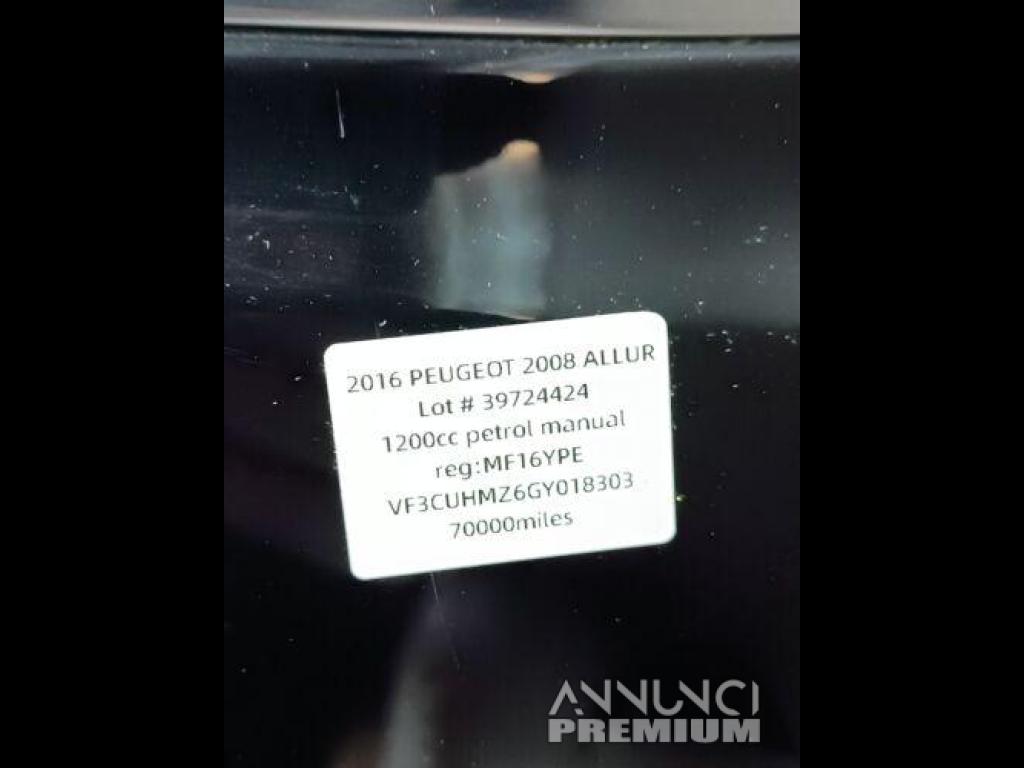 2016 PEUGEOT 2008 ALLUR
Lot # 39724424
1200cc petrol manual
reg:MF16YPE
VF3CUHMZ6GY018303
70000miles
ANNUNCI
PREMIUM